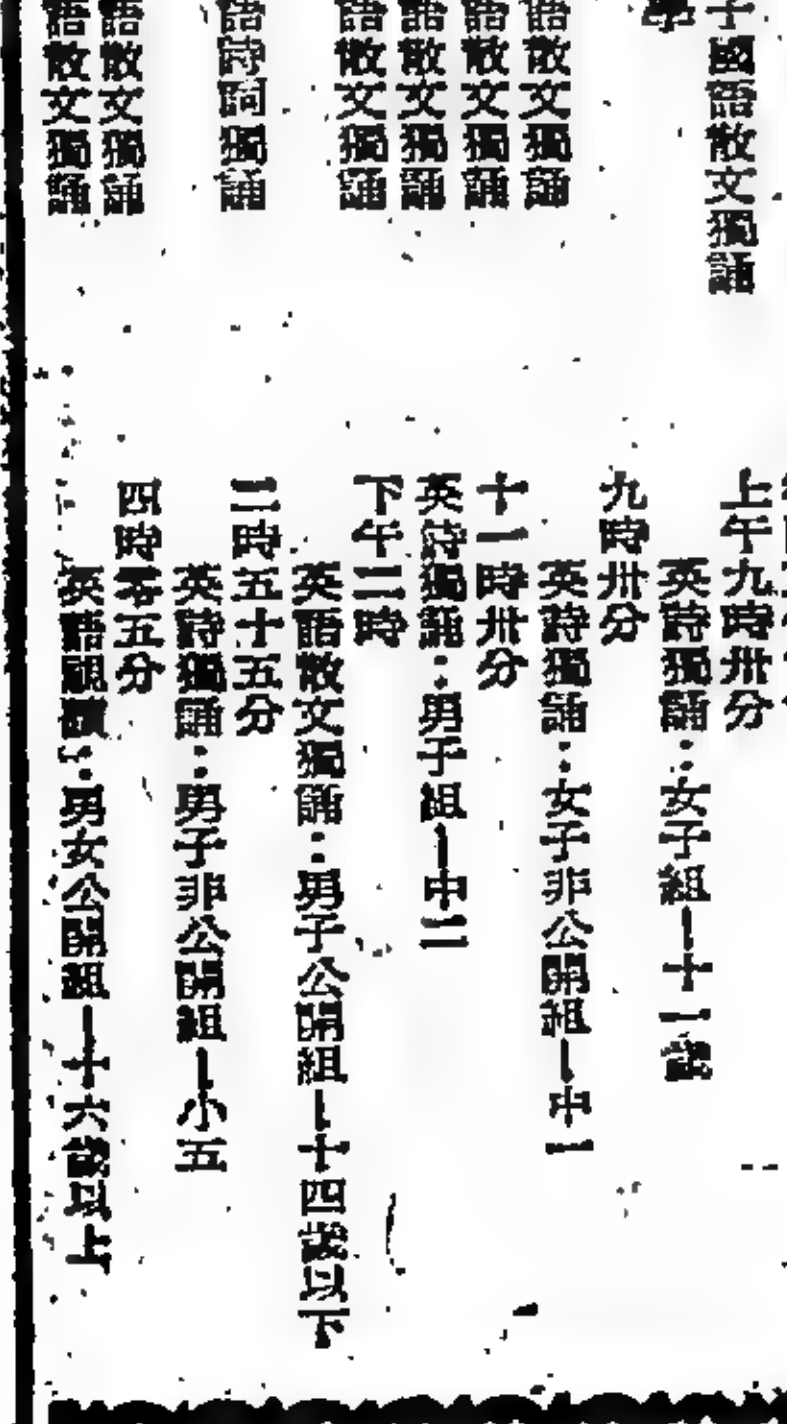 子國語散文獨誦
語散文獨誦
語散文獨誦
語散文獨誦
語散文獨誦
語詩詞獨誦
語散文獨誦
語散文獨誦
上午九時卅分
英詩獨誦：女子組—十一歲
九時卅分
英詩獨誦：女子非公開組—中一
十一時卅分
英詩獨誦：男子組—中二
下午二時
英語散文獨誦：男子公開組—十四歲以下
二時五十五分
英詩獨誦：男子非公開組—小五
四時零五分
英語視讀：男女公開組—十六歲以上